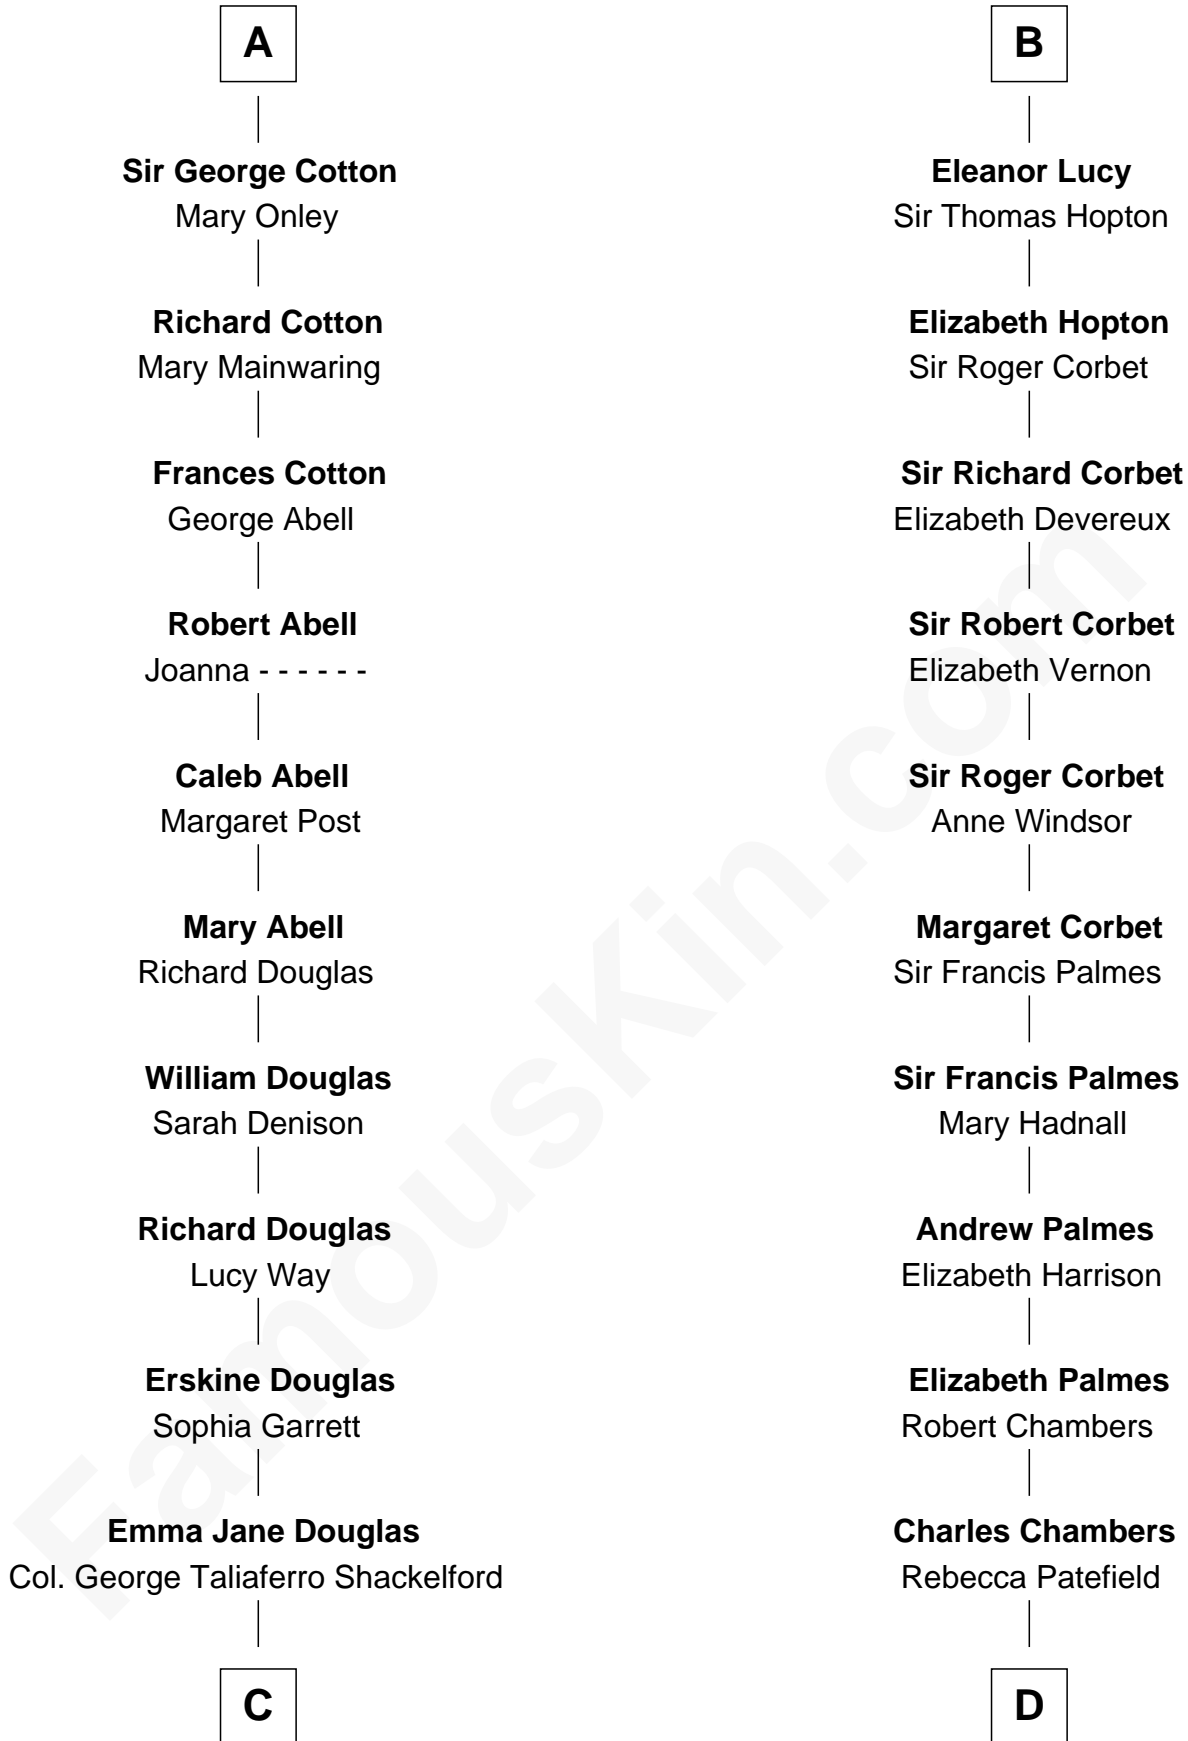 A
Sir George Cotton
Mary Onley
Richard Cotton
Mary Mainwaring
Frances Cotton
George Abell
Robert Abell
Joanna - - - - - -
Caleb Abell
Margaret Post
Mary Abell
Richard Douglas
William Douglas
Sarah Denison
Richard Douglas
Lucy Way
Erskine Douglas
Sophia Garrett
Emma Jane Douglas
Col. George Taliaferro Shackelford
C
B
Eleanor Lucy
Sir Thomas Hopton
Elizabeth Hopton
Sir Roger Corbet
Sir Richard Corbet
Elizabeth Devereux
Sir Robert Corbet
Elizabeth Vernon
Sir Roger Corbet
Anne Windsor
Margaret Corbet
Sir Francis Palmes
Sir Francis Palmes
Mary Hadnall
Andrew Palmes
Elizabeth Harrison
Elizabeth Palmes
Robert Chambers
Charles Chambers
Rebecca Patefield
D
FamousKin.com